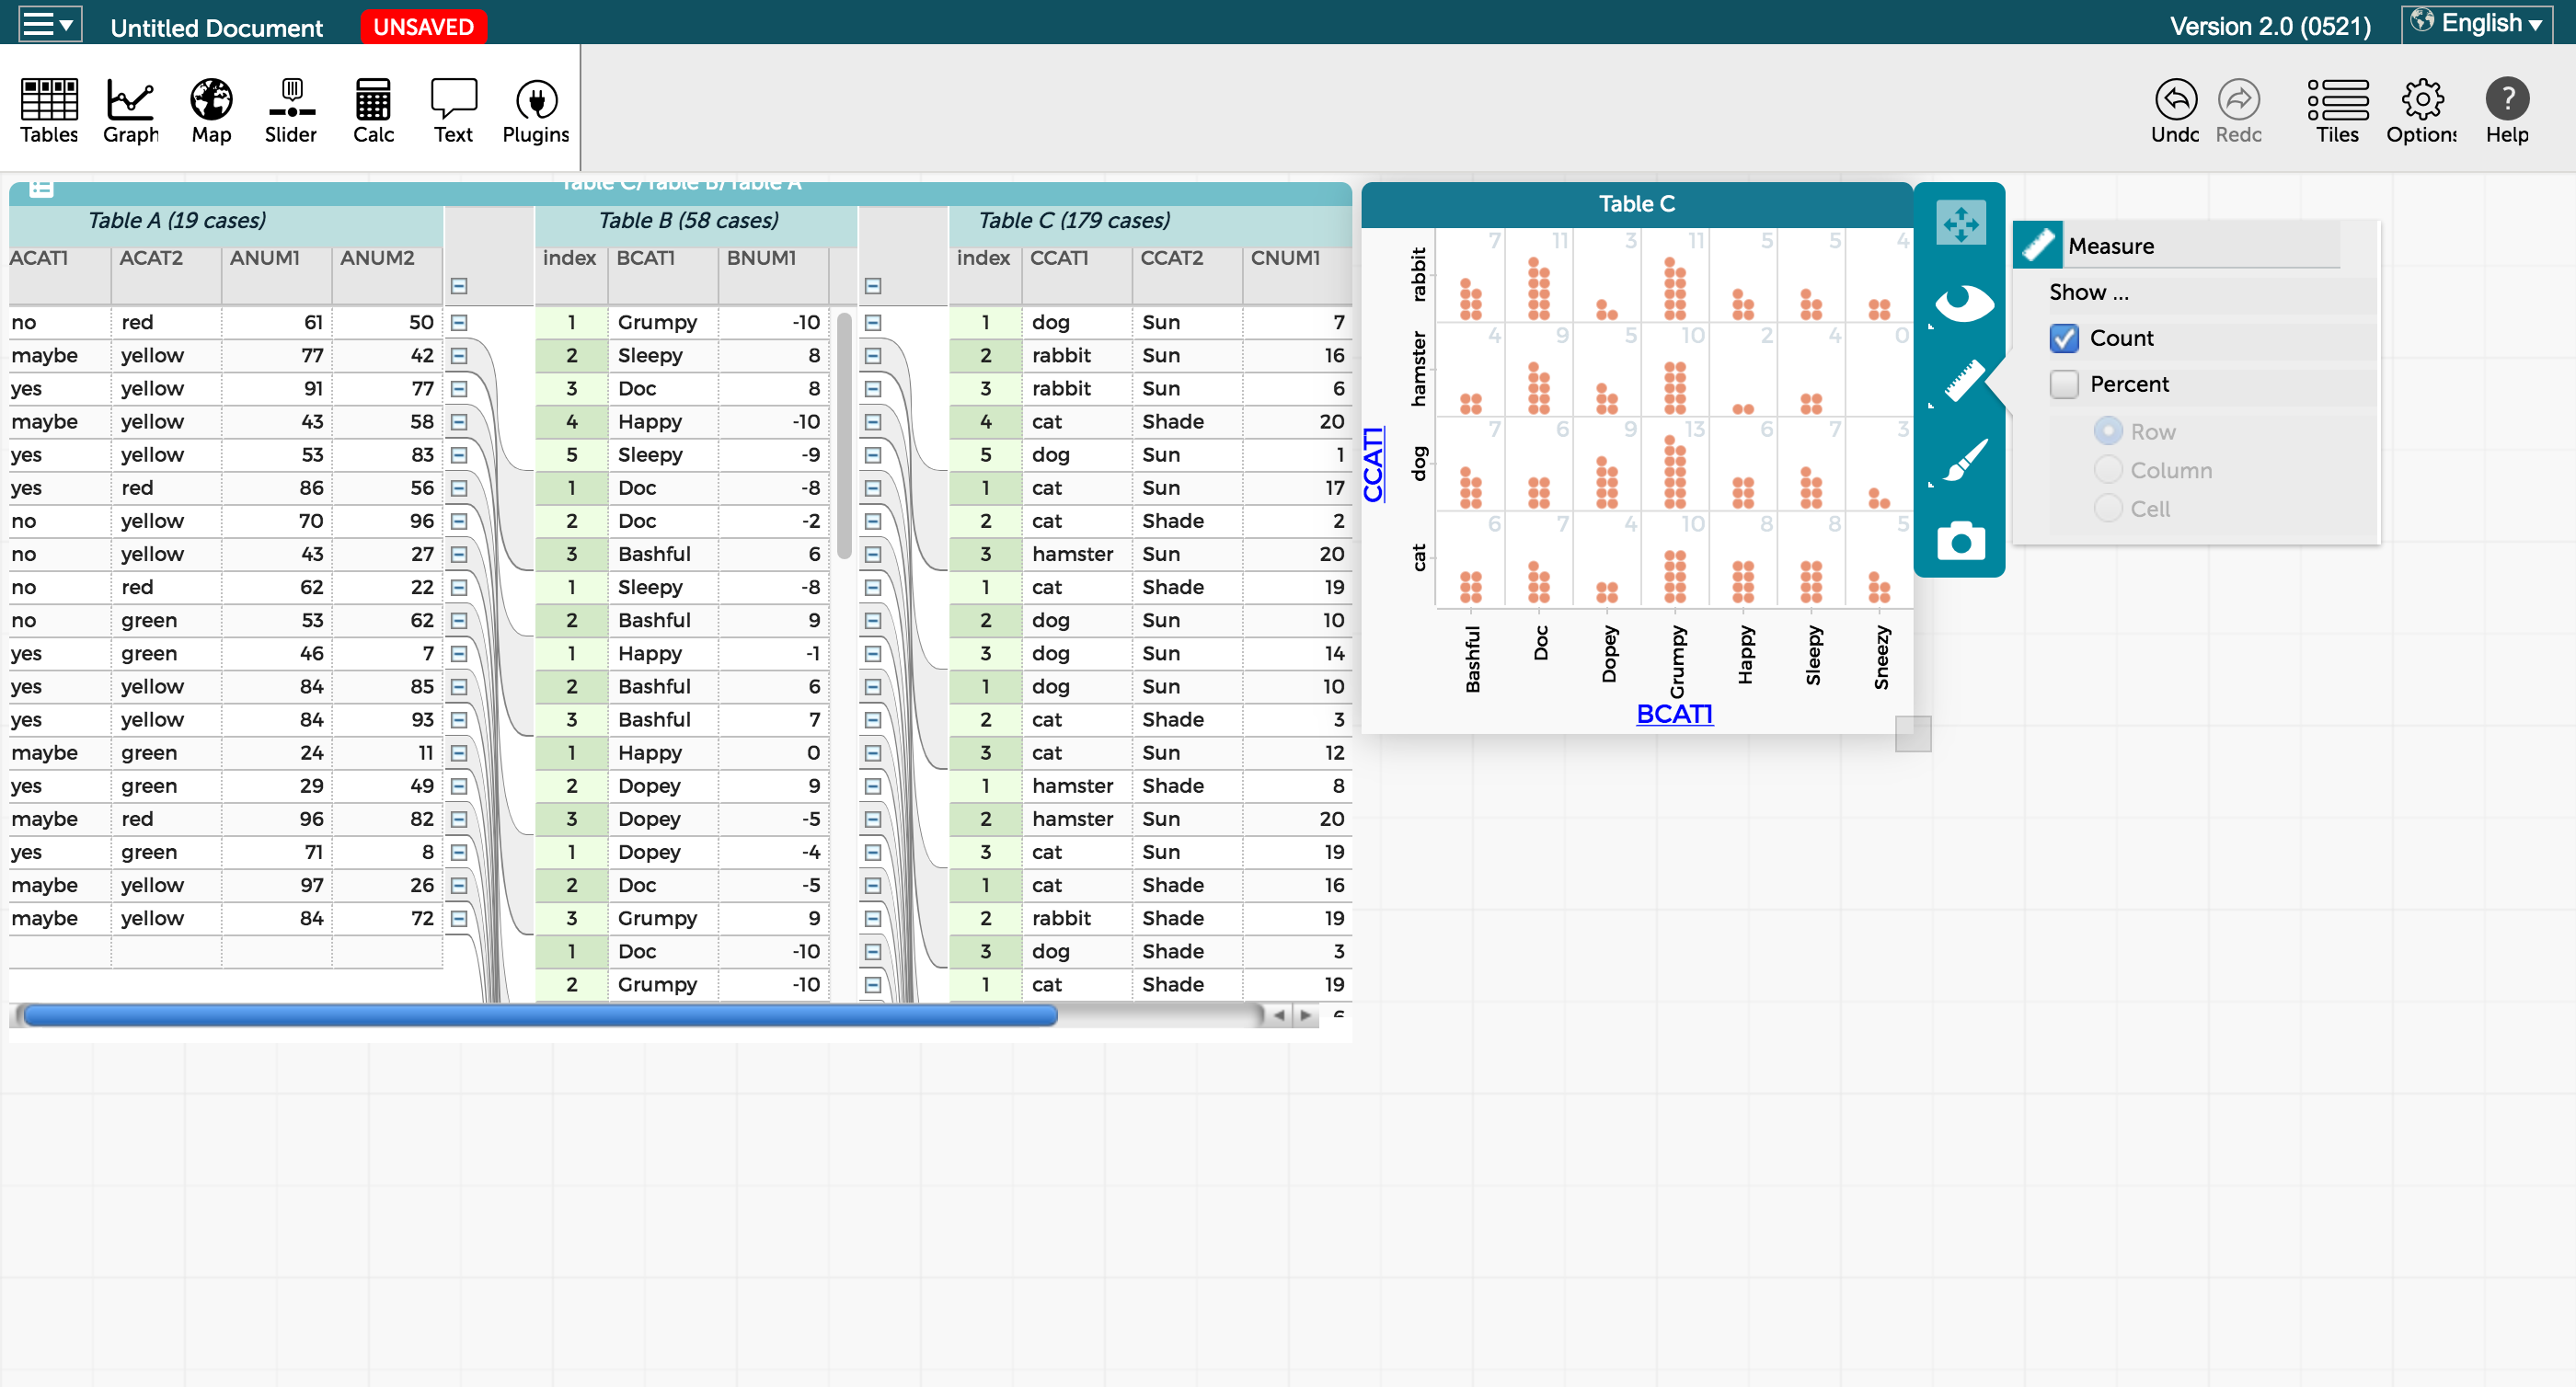 Untitled Document UNSAVED Version 2.0 (0521) English
Tables Graph Map Slider Calc Text Plugins Undo Redo Tiles Options Help
Table C/Table B/Table A
Table A (19 cases) Table B (58 cases) Table C (179 cases)
ACAT1 ACAT2 ANUM1 ANUM2 index BCAT1 BNUM1 index CCAT1 CCAT2 CNUM1
no red 61 50 1 Grumpy -10 1 dog Sun 7
maybe yellow 77 42 2 Sleepy 8 2 rabbit Sun 16
yes yellow 91 77 3 Doc 8 3 rabbit Sun 6
maybe yellow 43 58 4 Happy -10 4 cat Shade 20
yes yellow 53 83 5 Sleepy -9 5 dog Sun 1
yes red 86 56 1 Doc -8 1 cat Sun 17
no yellow 70 96 2 Doc -2 2 cat Shade 2
no yellow 43 27 3 Bashful 6 3 hamster Sun 20
no red 62 22 1 Sleepy -8 1 cat Shade 19
no green 53 62 2 Bashful 9 2 dog Sun 10
yes green 46 7 1 Happy -1 3 dog Sun 14
yes yellow 84 85 2 Bashful 6 1 dog Sun 10
yes yellow 84 93 3 Bashful 7 2 cat Shade 3
maybe green 24 11 1 Happy 0 3 cat Sun 12
yes green 29 49 2 Dopey 9 1 hamster Shade 8
maybe red 96 82 3 Dopey -5 2 hamster Sun 20
yes green 71 8 1 Dopey -4 3 cat Sun 19
maybe yellow 97 26 2 Doc -5 1 cat Shade 16
maybe yellow 84 72 3 Grumpy 9 2 rabbit Shade 19
1 Doc -10 3 dog Shade 3
2 Grumpy -10 1 cat Shade 19
6
Table C
rabbit 7 11 3 11 5 5 4
hamster 4 9 5 10 2 4 0
dog 7 6 9 13 6 7 3
cat 6 7 4 10 8 8 5
CCAT1
Bashful Doc Dopey Grumpy Happy Sleepy Sneezy
BCAT1
Measure
Show ...
Count
Percent
Row
Column
Cell